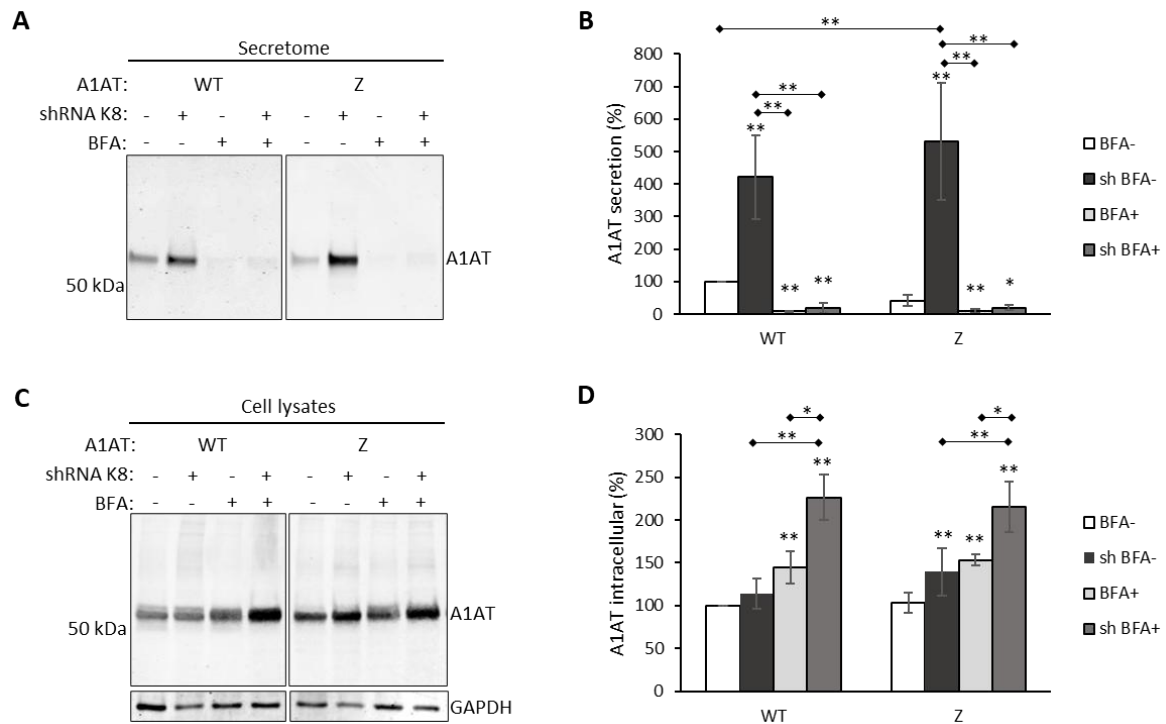 A
Secretome
A1AT: WT Z
shRNA K8: - + - + - + - +
BFA: - - + + - - + +
A1AT
50 kDa
B
**
**
**
**
**
**
**
**
**
**
*
A1AT secretion (%)
800
700
600
500
400
300
200
100
0
WT Z
BFA-
sh BFA-
BFA+
sh BFA+
C
Cell lysates
A1AT: WT Z
shRNA K8: - + - + - + - +
BFA: - - + + - - + +
A1AT
50 kDa
GAPDH
D
* *
** **
** **
** ** **
A1AT intracellular (%)
300
250
200
150
100
50
0
WT Z
BFA-
sh BFA-
BFA+
sh BFA+